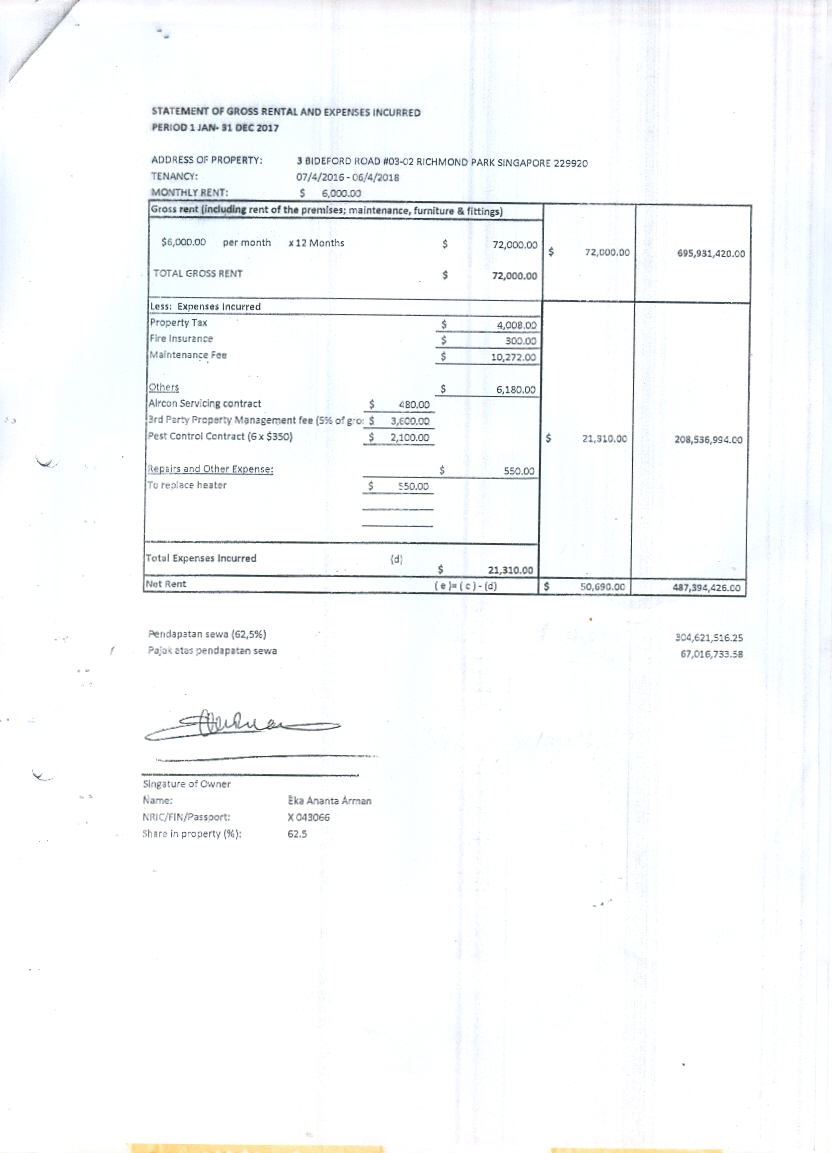 STATEMENT OF GROSS RENTAL AND EXPENSES INCURRED
PERIOD 1 JAN- 31 DEC 2017
ADDRESS OF PROPERTY: 3 BIDEFORD ROAD #03-02 RICHMOND PARK SINGAPORE 229920
TENANCY: 07/4/2016 - 06/4/2018
MONTHLY RENT: $ 6,000.00
Gross rent (including rent of the premises; maintenance, furniture & fittings)
$6,000.00 per month x 12 Months $ 72,000.00 $ 72,000.00 695,931,420.00
TOTAL GROSS RENT $ 72,000.00
Less: Expenses Incurred
Property Tax $ 4,008.00
Fire Insurance $ 300.00
Maintenance Fee $ 10,272.00
Others $ 6,180.00
Aircon Servicing contract $ 480.00
3rd Party Property Management fee (5% of gro: $ 3,600.00
Pest Control Contract (6 x $350) $ 2,100.00 $ 21,310.00 208,536,994.00
Repairs and Other Expense: $ 550.00
To replace heater $ 550.00
Total Expenses Incurred (d) $ 21,310.00
Net Rent ( e )= ( c ) - (d) $ 50,690.00 487,394,426.00
Pendapatan sewa (62,5%) 304,621,516.25
Pajak atas pendapatan sewa 67,016,733.58
Singature of Owner
Name: Eka Ananta Arman
NRIC/FIN/Passport: X 043066
Share in property (%): 62.5